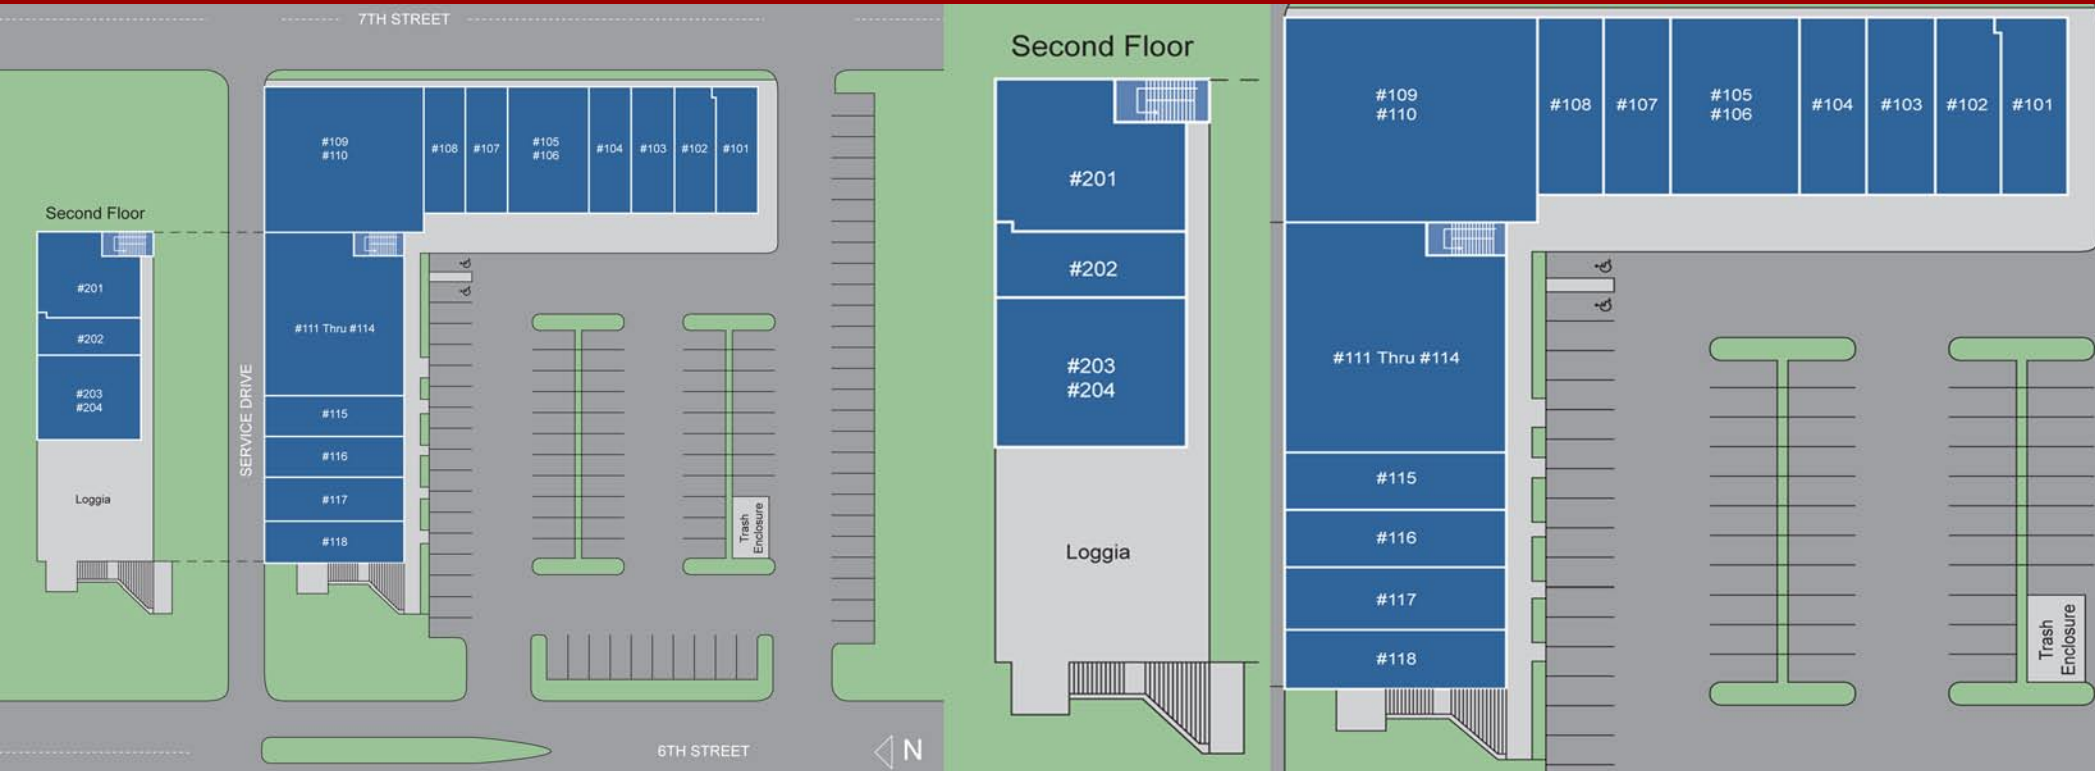 7TH STREET
#109
#110
#108
#107
#105
#106
#104
#103
#102
#101
Second Floor
#201
#202
#203
#204
Loggia
SERVICE DRIVE
#111 Thru #114
#115
#116
#117
#118
Trash
Enclosure
6TH STREET
N
Second Floor
#201
#202
#203
#204
Loggia
#109
#110
#108
#107
#105
#106
#104
#103
#102
#101
#111 Thru #114
#115
#116
#117
#118
Trash
Enclosure